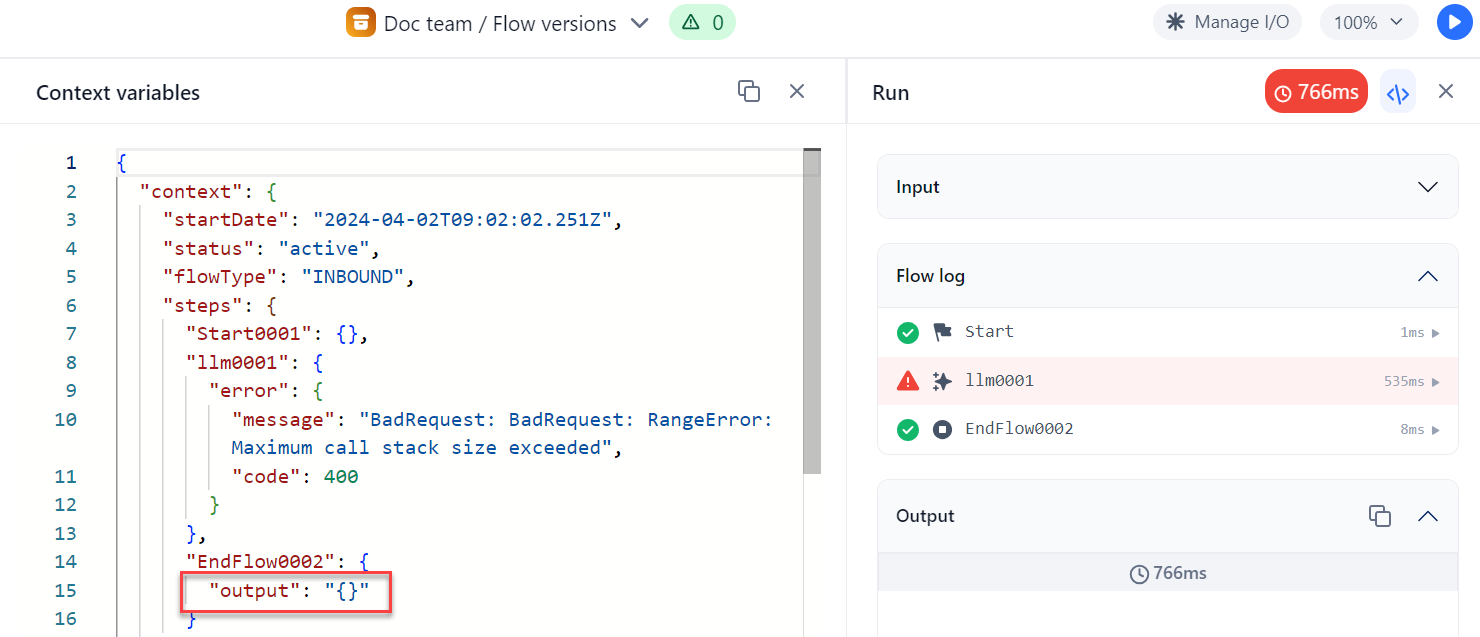 Doc team / Flow versions
0
Manage I/O
100%
Context variables
1 {
2 "context": {
3 "startDate": "2024-04-02T09:02:02.251Z",
4 "status": "active",
5 "flowType": "INBOUND",
6 "steps": {
7 "Start0001": {},
8 "llm0001": {
9 "error": {
10 "message": "BadRequest: BadRequest: RangeError:
Maximum call stack size exceeded",
11 "code": 400
12 }
13 },
14 "EndFlow0002": {
15 "output": "{}"
16 }
Run
766ms
</>
Input
Flow log
Start 1ms
llm0001 535ms
EndFlow0002 8ms
Output
766ms